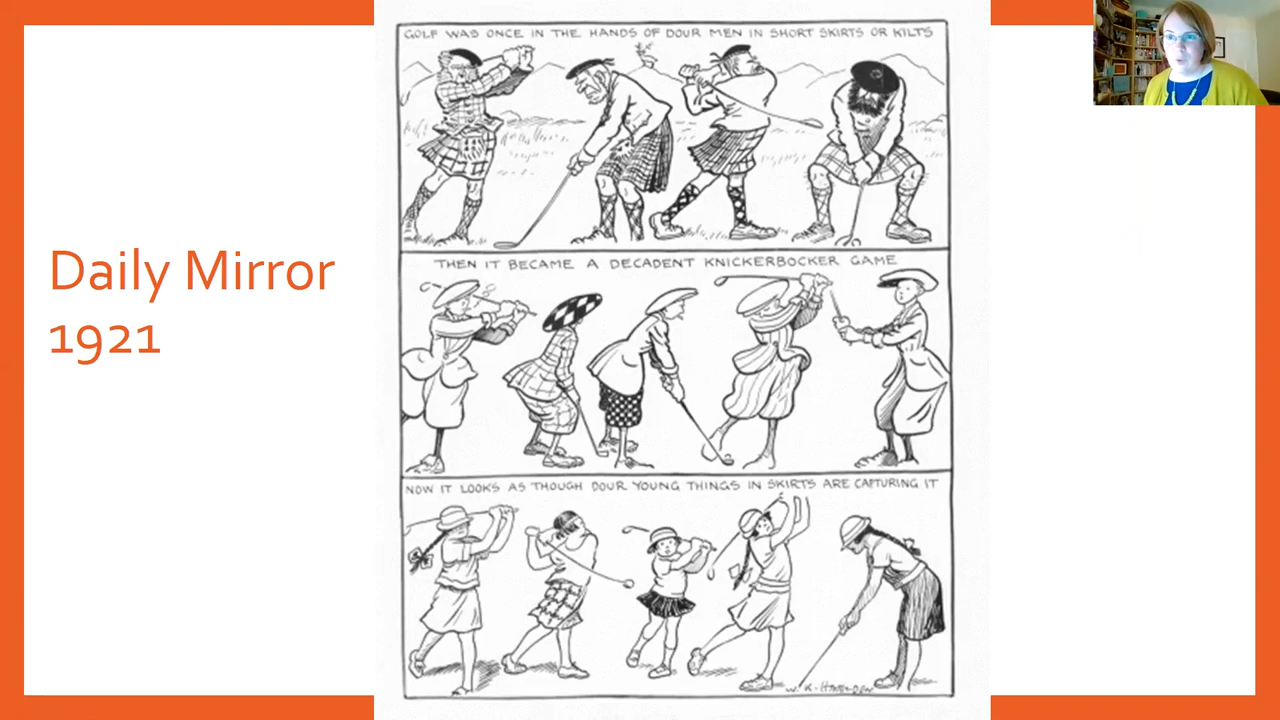 Daily Mirror
1921
GOLF WAS ONCE IN THE HANDS OF DOUR MEN IN SHORT SKIRTS OR KILTS
THEN IT BECAME A DECADENT KNICKERBOCKER GAME
NOW IT LOOKS AS THOUGH DOUR YOUNG THINGS IN SKIRTS ARE CAPTURING IT
W. K. HASELDEN